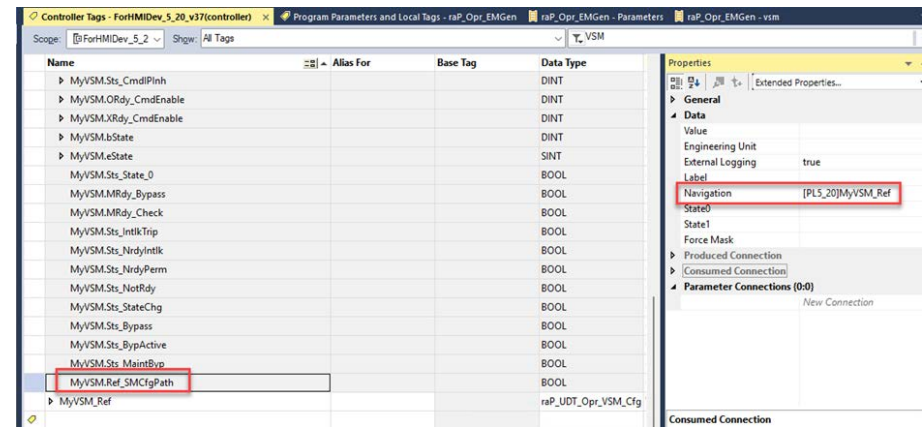 Controller Tags - ForHMIDev_5_20_v37(controller) × Program Parameters and Local Tags - raP_Opr_EMGen raP_Opr_EMGen - Parameters raP_Opr_EMGen - vsm
Scope: ForHMIDev_5_2 Show: All Tags VSM
Name Alias For Base Tag Data Type
MyVSM.Sts_CmdIPInh DINT
MyVSM.ORdy_CmdEnable DINT
MyVSM.XRdy_CmdEnable DINT
MyVSM.bState DINT
MyVSM.eState SINT
MyVSM.Sts_State_0 BOOL
MyVSM.MRdy_Bypass BOOL
MyVSM.MRdy_Check BOOL
MyVSM.Sts_IntlkTrip BOOL
MyVSM.Sts_NrdyIntlk BOOL
MyVSM.Sts_NrdyPerm BOOL
MyVSM.Sts_NotRdy BOOL
MyVSM.Sts_StateChg BOOL
MyVSM.Sts_Bypass BOOL
MyVSM.Sts_BypActive BOOL
MyVSM.Sts_MaintByp BOOL
MyVSM.Ref_SMCfgPath BOOL
MyVSM_Ref raP_UDT_Opr_VSM_Cfg
Properties
Extended Properties...
General
Data
Value
Engineering Unit
External Logging true
Label
Navigation [PL5_20]MyVSM_Ref
State0
State1
Force Mask
Produced Connection
Consumed Connection
Parameter Connections (0:0)
New Connection
Consumed Connection